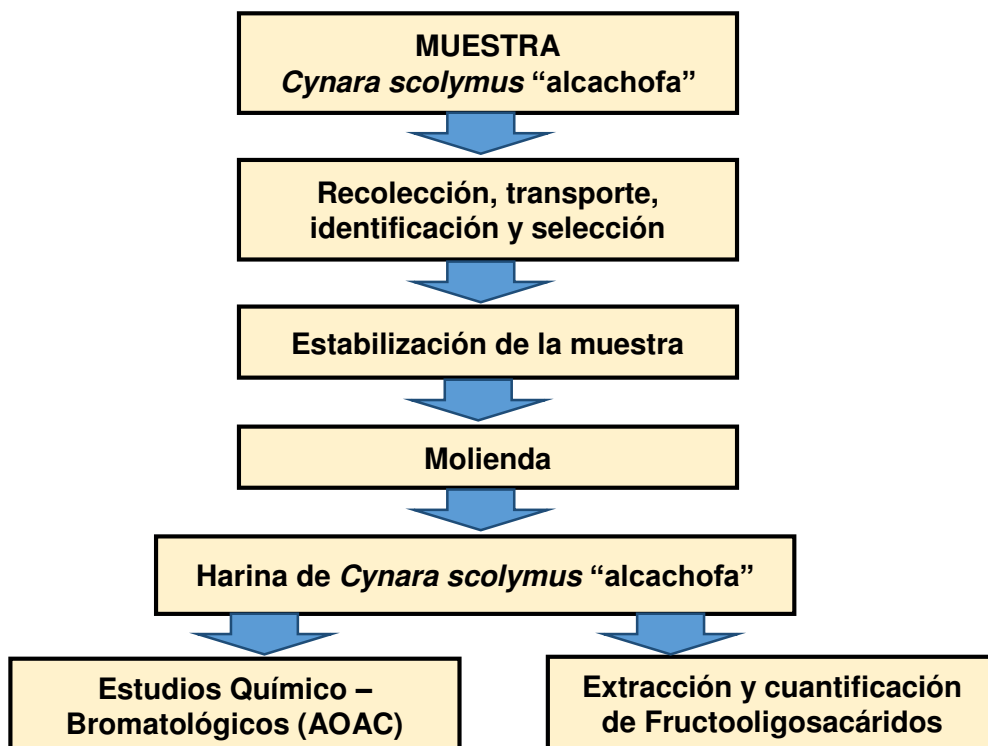 MUESTRA
Cynara scolymus “alcachofa”
Recolección, transporte,
identificación y selección
Estabilización de la muestra
Molienda
Harina de Cynara scolymus “alcachofa”
Estudios Químico –
Bromatológicos (AOAC)
Extracción y cuantificación
de Fructooligosacáridos